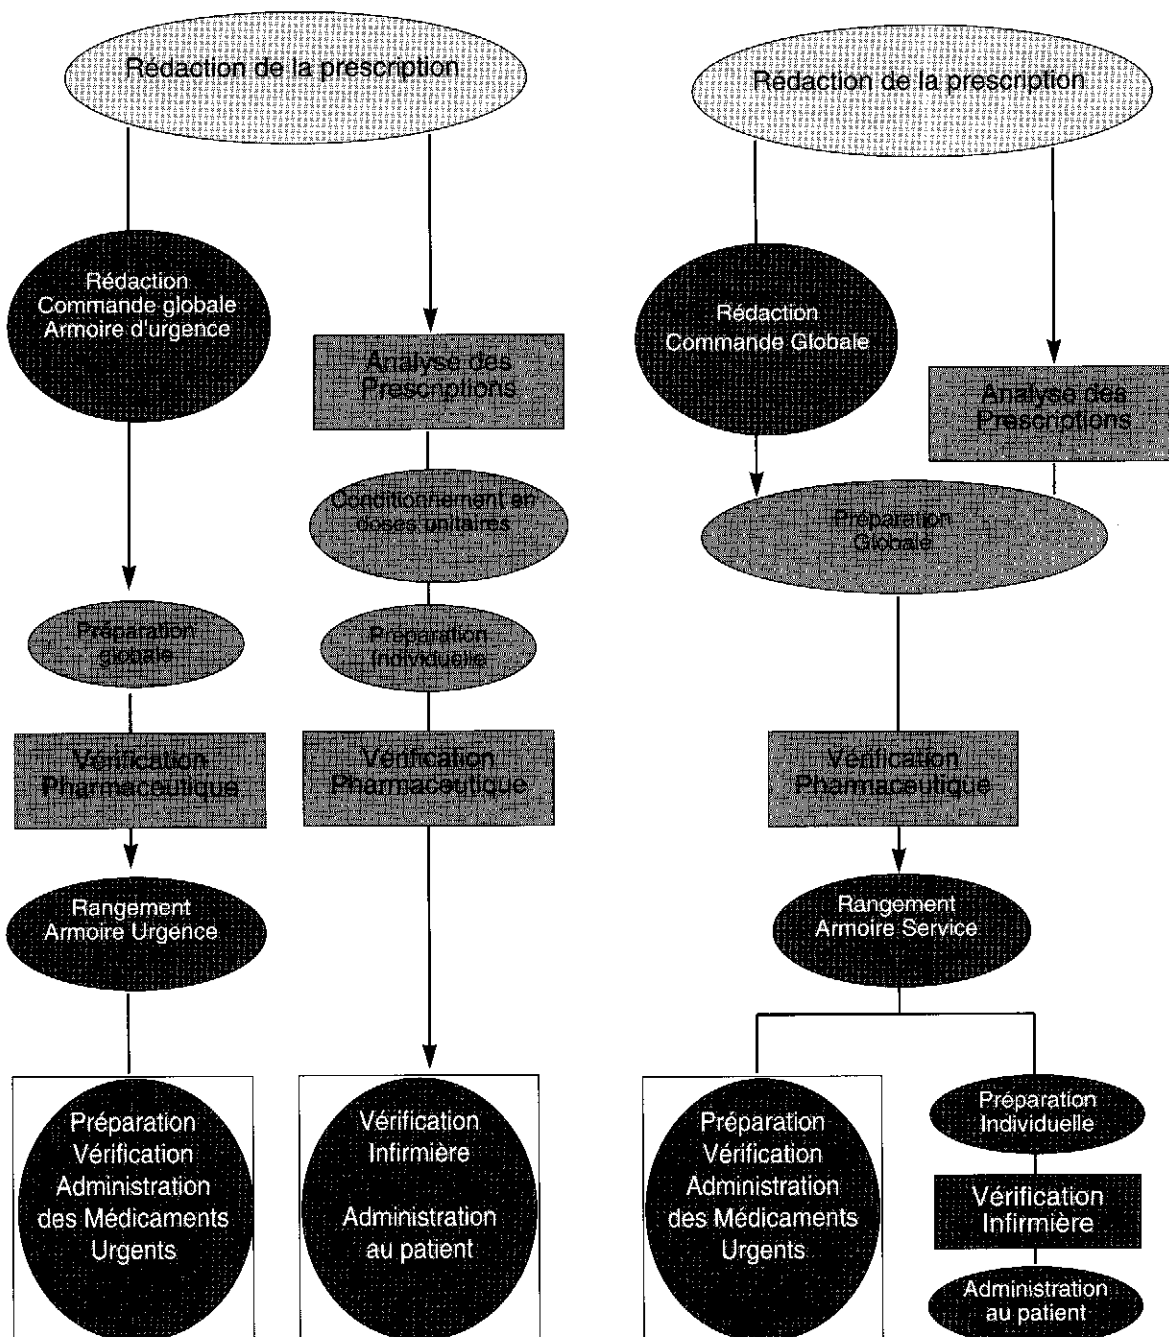 Rédaction de la prescription
Rédaction
Commande globale
Armoire d'urgence
Analyse des
Prescriptions
Conditionnement en
doses unitaires
Préparation
globale
Préparation
Individuelle
Vérification
Pharmaceutique
Vérification
Pharmaceutique
Rangement
Armoire Urgence
Préparation
Vérification
Administration
des Médicaments
Urgents
Vérification
Infirmière
Administration
au patient
Rédaction de la prescription
Rédaction
Commande Globale
Analyse des
Prescriptions
Préparation
Globale
Vérification
Pharmaceutique
Rangement
Armoire Service
Préparation
Vérification
Administration
des Médicaments
Urgents
Préparation
Individuelle
Vérification
Infirmière
Administration
au patient